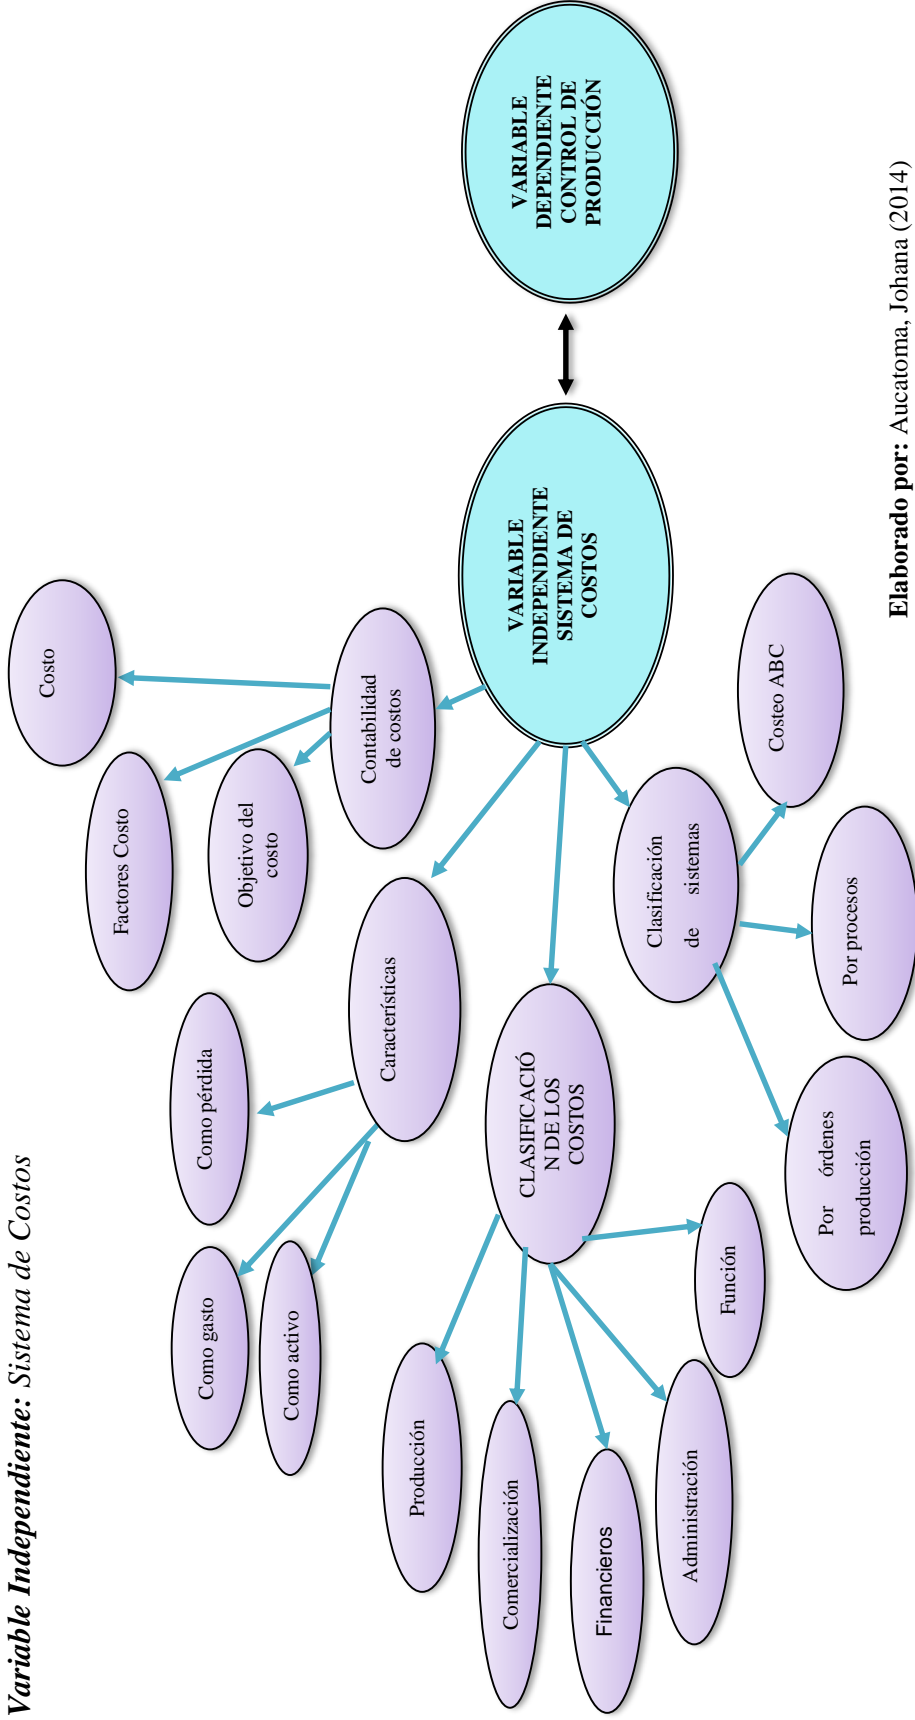 Variable Independiente: Sistema de Costos
Costo
Factores Costo
Objetivo del
costo
Contabilidad
de costos
Como pérdida
Como gasto
Como activo
Características
VARIABLE
INDEPENDIENTE
SISTEMA DE
COSTOS
VARIABLE
DEPENDIENTE
CONTROL DE
PRODUCCIÓN
CLASIFICACIÓ
N DE LOS
COSTOS
Producción
Comercialización
Financieros
Administración
Función
Clasificación
de sistemas
Por órdenes
producción
Por procesos
Costeo ABC
Elaborado por: Aucatoma, Johana (2014)